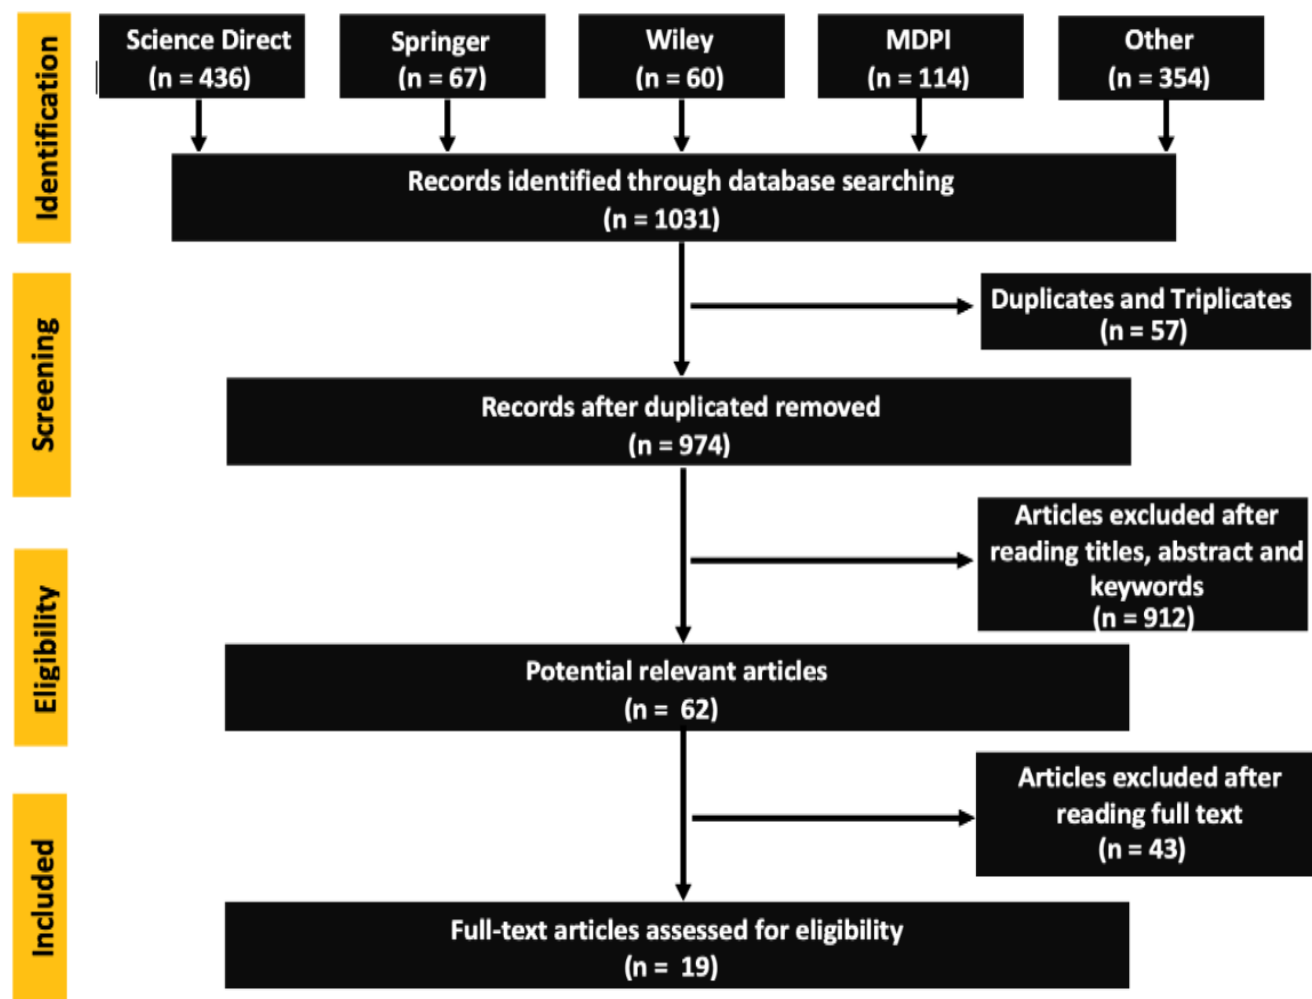 Identification
Science Direct
(n = 436)
Springer
(n = 67)
Wiley
(n = 60)
MDPI
(n = 114)
Other
(n = 354)
Records identified through database searching
(n = 1031)
Screening
Duplicates and Triplicates
(n = 57)
Records after duplicated removed
(n = 974)
Eligibility
Articles excluded after
reading titles, abstract and
keywords
(n = 912)
Potential relevant articles
(n =  62)
Included
Articles excluded after
reading full text
(n = 43)
Full-text articles assessed for eligibility
(n =  19)